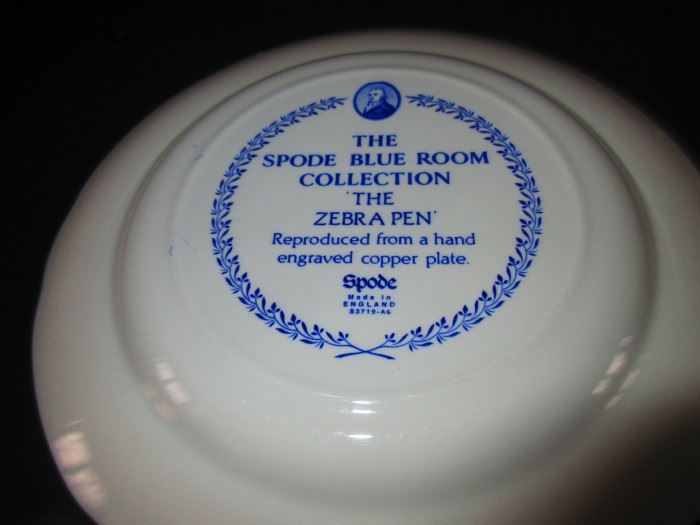 THE
SPODE BLUE ROOM
COLLECTION
'THE
ZEBRA PEN'
Reproduced from a hand
engraved copper plate.
Spode
Made in
ENGLAND
S3719-A6